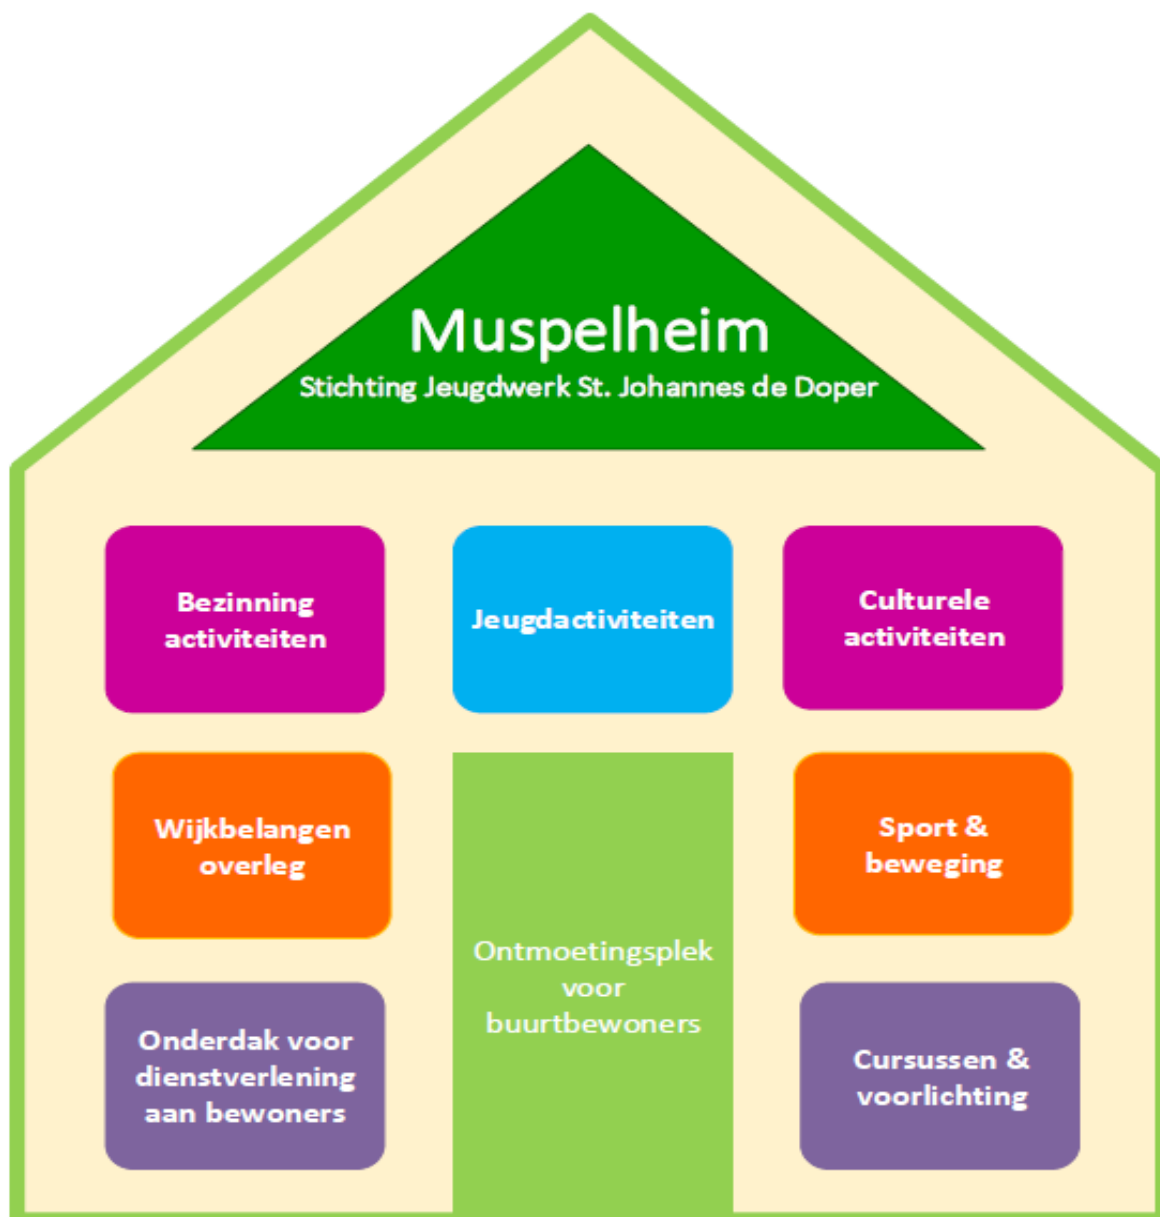 Muspelheim
Stichting Jeugdwerk St. Johannes de Doper
Bezinning
activiteiten
Jeugdactiviteiten
Culturele
activiteiten
Wijkbelangen
overleg
Sport &
beweging
Ontmoetingsplek
voor
buurtbewoners
Onderdak voor
dienstverlening
aan bewoners
Cursussen &
voorlichting